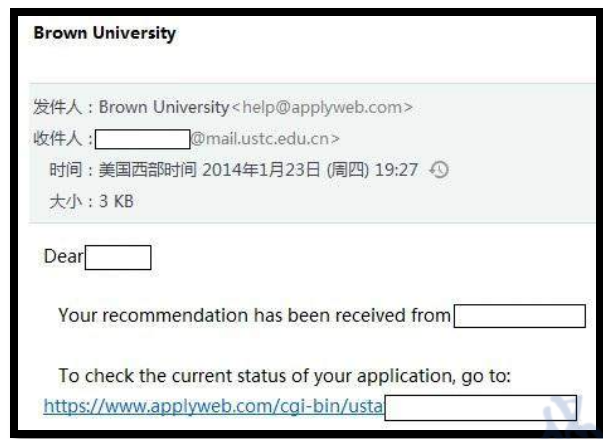 Brown University
发件人：Brown University<help@applyweb.com>
收件人：@mail.ustc.edu.cn>
时间：美国西部时间 2014年1月23日 (周四) 19:27
大小：3 KB
Dear
Your recommendation has been received from
To check the current status of your application, go to:
https://www.applyweb.com/cgi-bin/usta